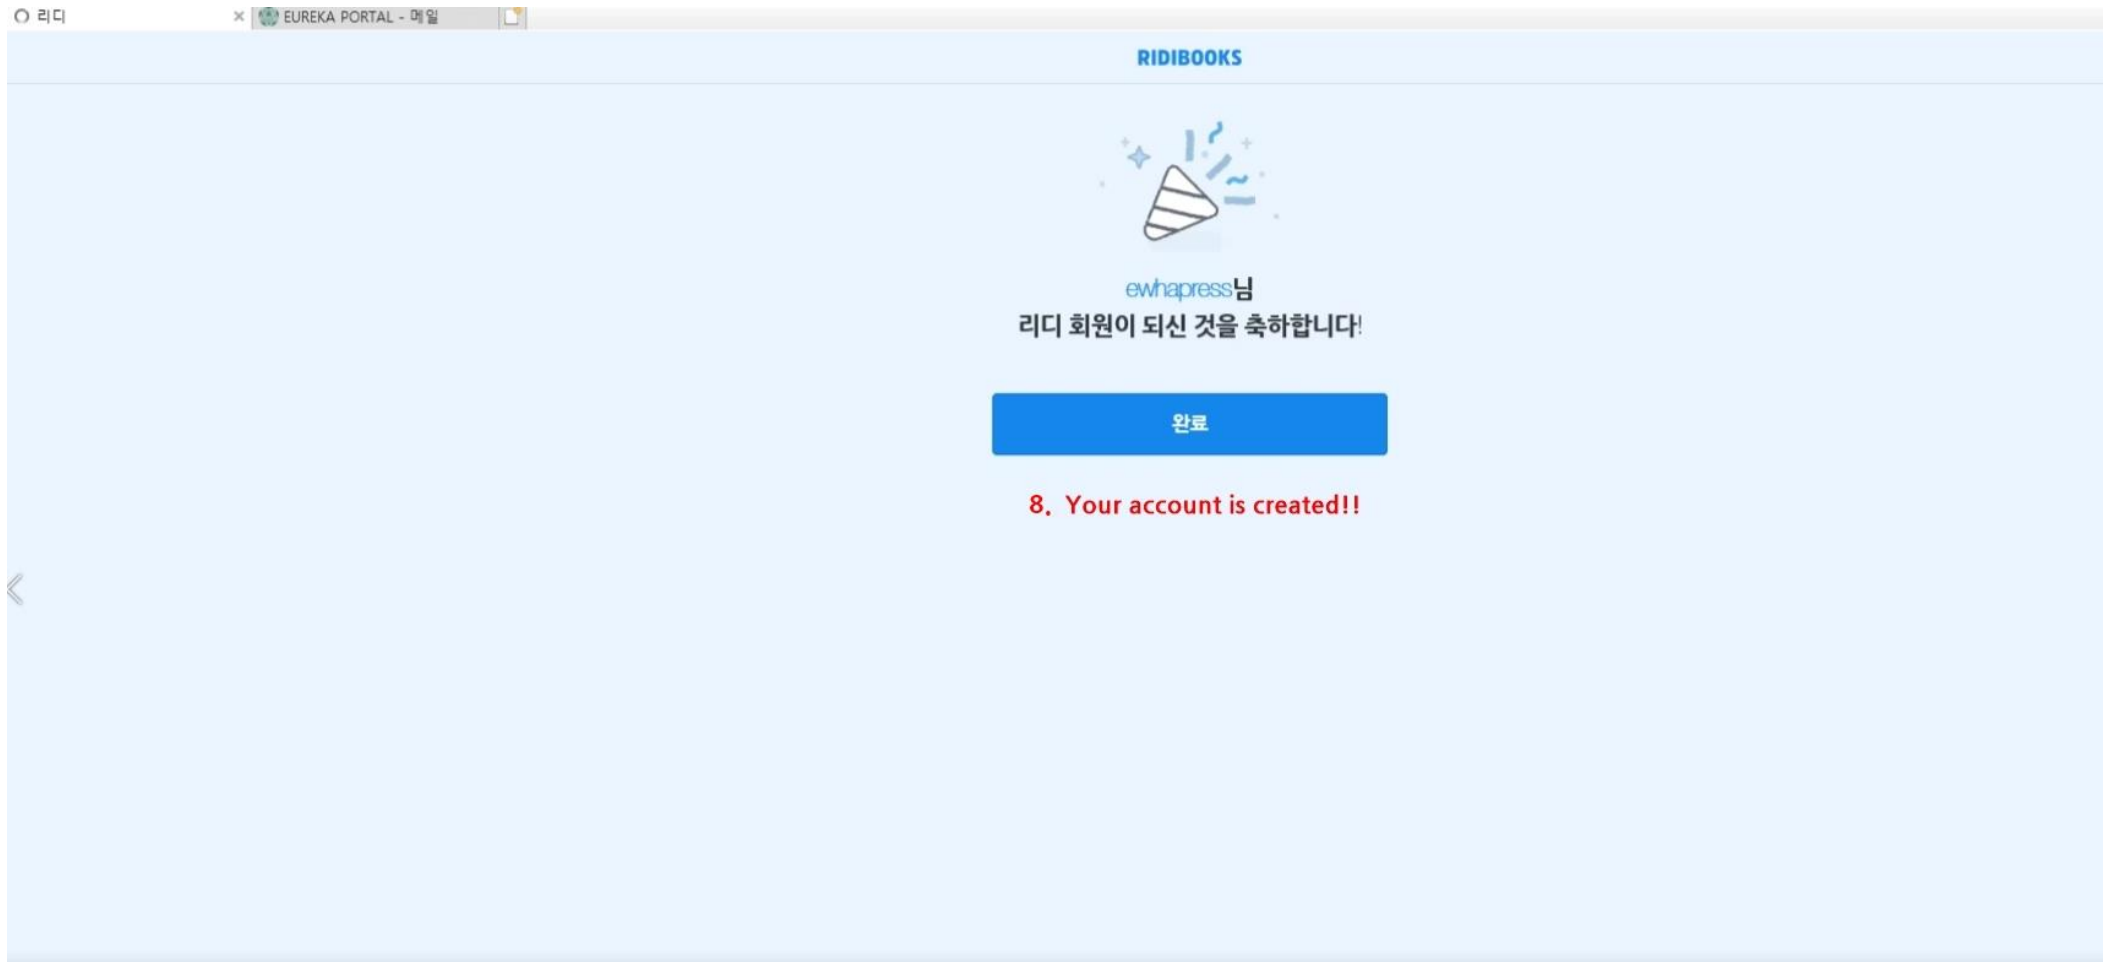 리디
EUREKA PORTAL - 메일
RIDIBOOKS
ewhapress님
리디 회원이 되신 것을 축하합니다!
완료
8. Your account is created!!